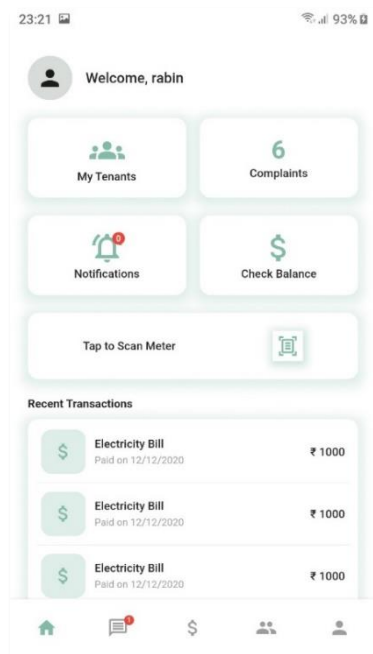 23:21 93%
Welcome, rabin
My Tenants
6
Complaints
0
Notifications
$
Check Balance
Tap to Scan Meter
Recent Transactions
$ Electricity Bill
Paid on 12/12/2020
₹ 1000
$ Electricity Bill
Paid on 12/12/2020
₹ 1000
$ Electricity Bill
Paid on 12/12/2020
₹ 1000
1
$